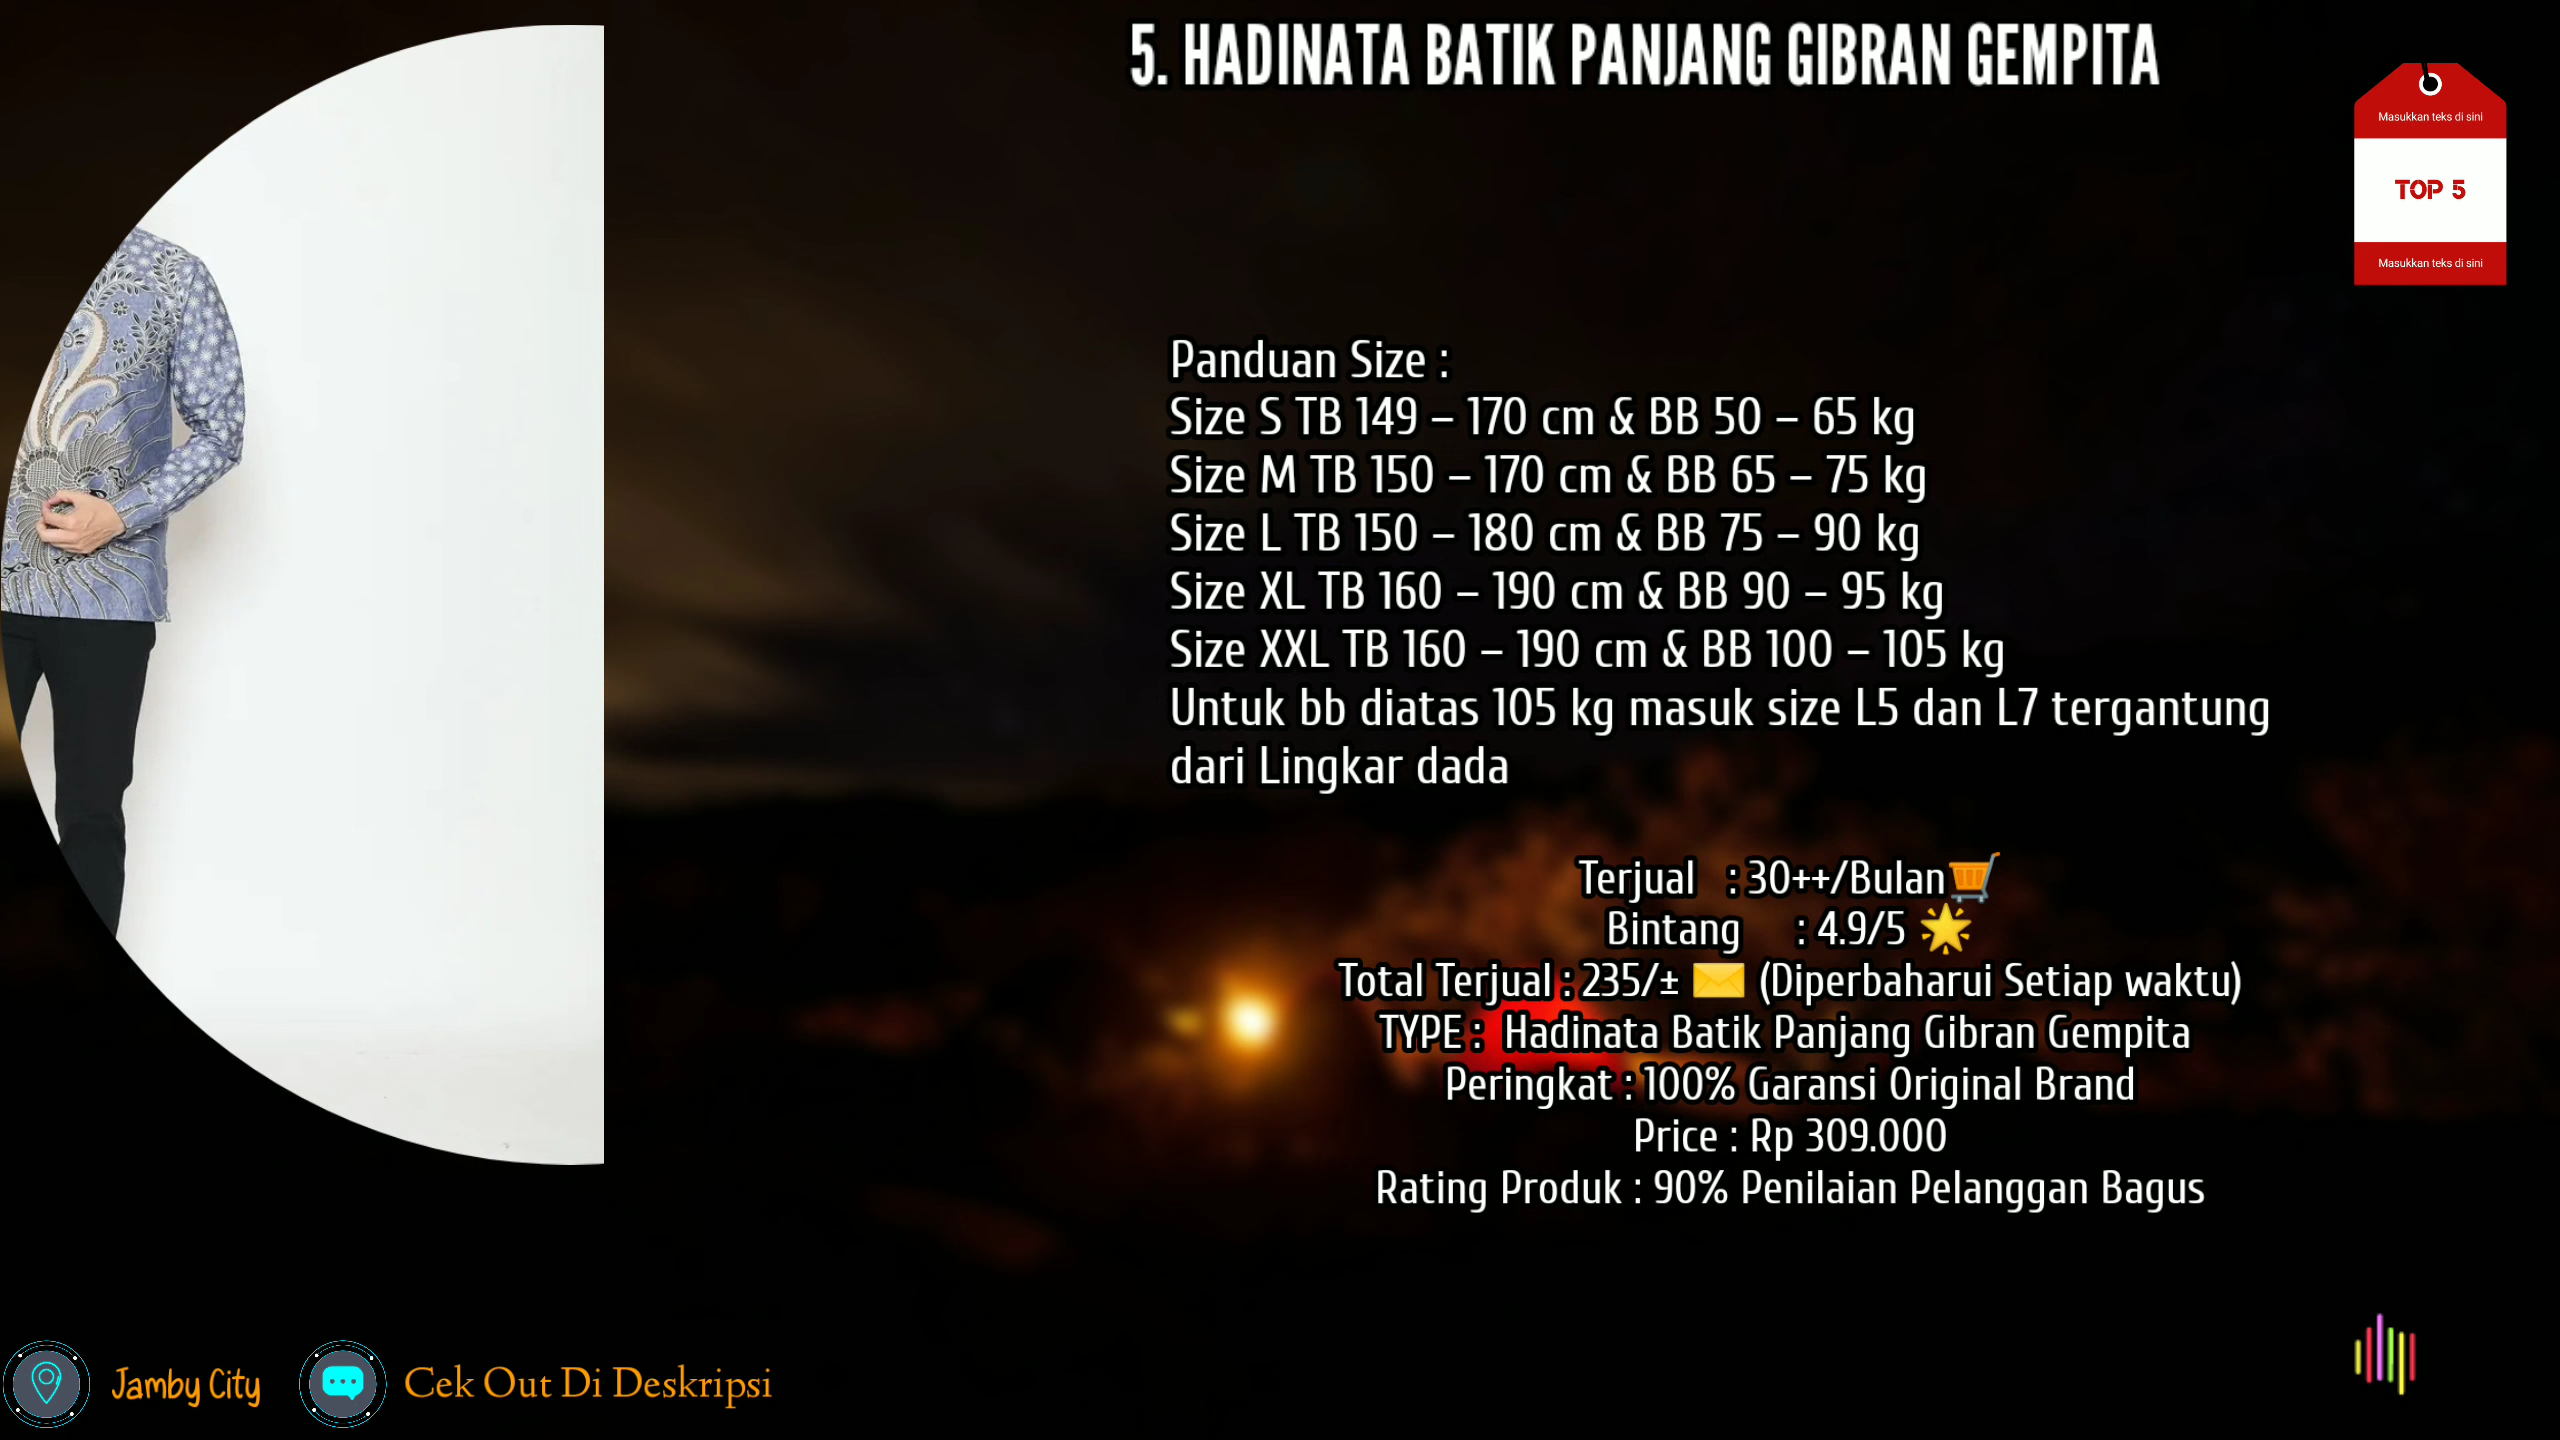 5. HADINATA BATIK PANJANG GIBRAN GEMPITA
Masukkan teks di sini
TOP 5
Masukkan teks di sini
Panduan Size :
Size S TB 149 – 170 cm & BB 50 – 65 kg
Size M TB 150 – 170 cm & BB 65 – 75 kg
Size L TB 150 – 180 cm & BB 75 – 90 kg
Size XL TB 160 – 190 cm & BB 90 – 95 kg
Size XXL TB 160 – 190 cm & BB 100 – 105 kg
Untuk bb diatas 105 kg masuk size L5 dan L7 tergantung
dari Lingkar dada
Terjual : 30++/Bulan🛒
Bintang : 4.9/5 🌟
Total Terjual : 235/± ✉️ (Diperbaharui Setiap waktu)
TYPE : Hadinata Batik Panjang Gibran Gempita
Peringkat : 100% Garansi Original Brand
Price : Rp 309.000
Rating Produk : 90% Penilaian Pelanggan Bagus
Jamby City
Cek Out Di Deskripsi